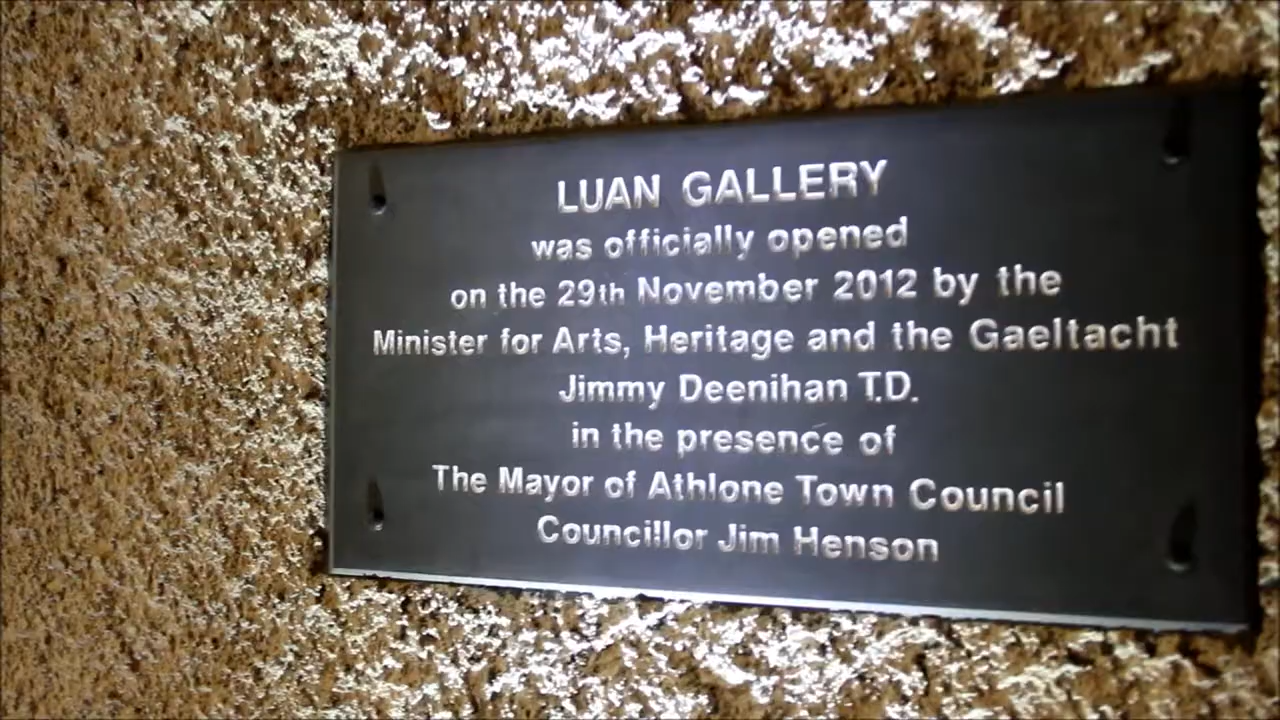 LUAN GALLERY
was officially opened
on the 29th November 2012 by the
Minister for Arts, Heritage and the Gaeltacht
Jimmy Deenihan T.D.
in the presence of
The Mayor of Athlone Town Council
Councillor Jim Henson